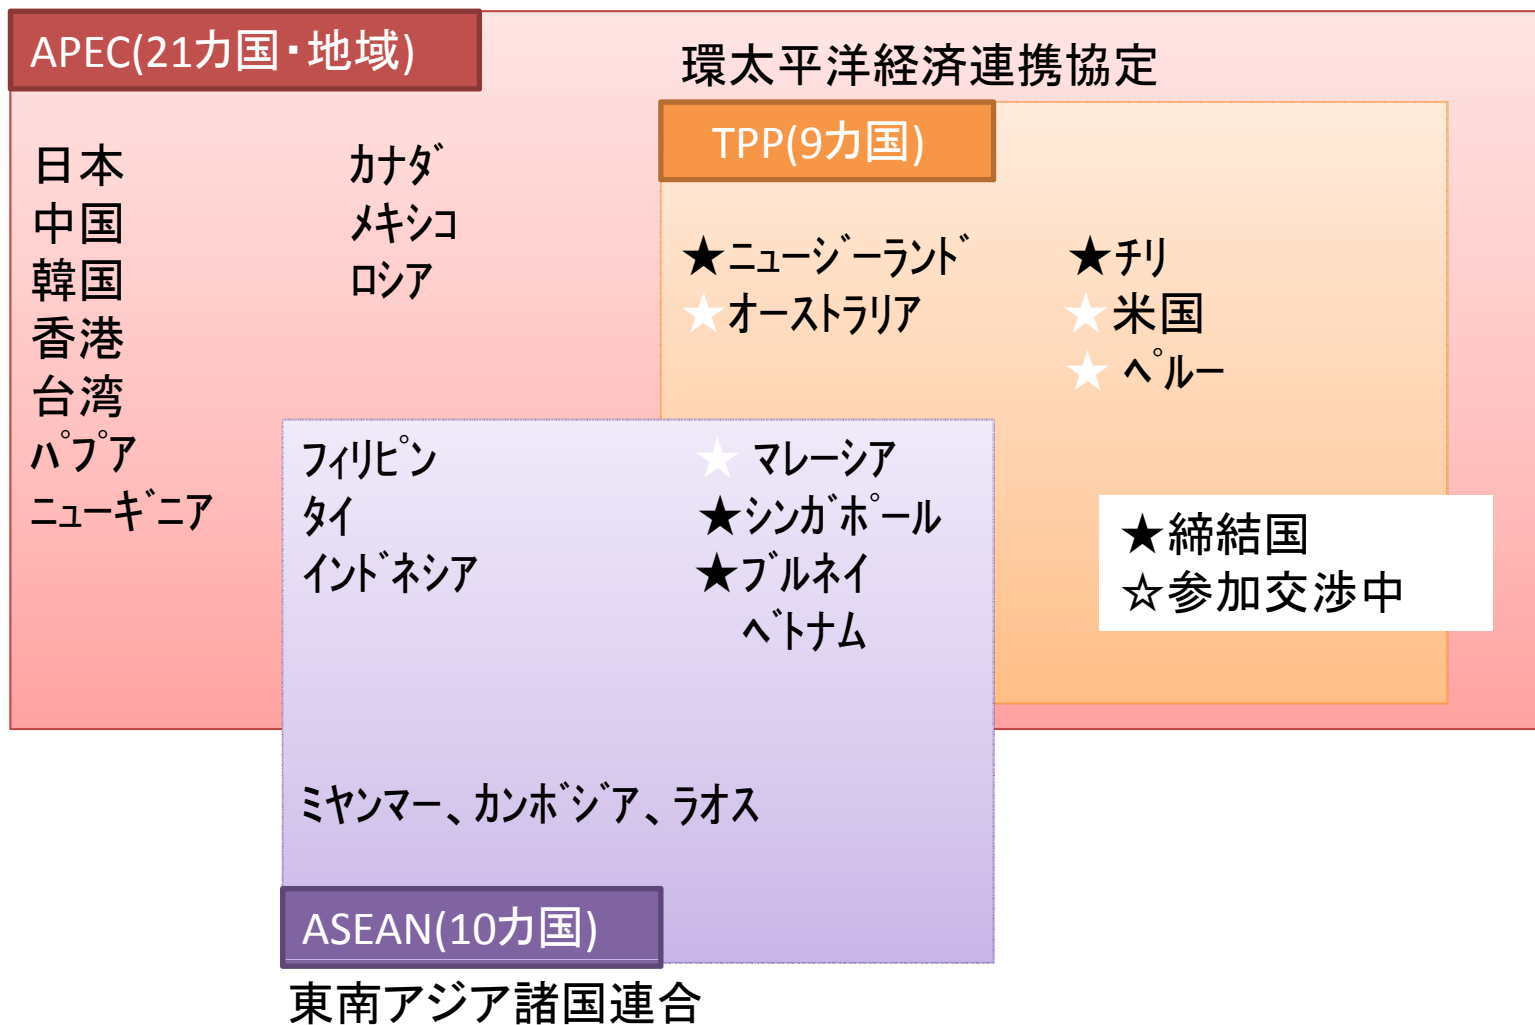 APEC(21カ国・地域)
環太平洋経済連携協定
TPP(9カ国)
日本
中国
韓国
香港
台湾
ﾊﾟﾌﾟｱ
ﾆｭｰｷﾞﾆｱ
ｶﾅﾀﾞ
ﾒｷｼｺ
ﾛｼｱ
★ﾆｭｰｼﾞｰﾗﾝﾄﾞ
★ｵｰｽﾄﾗﾘｱ
★ﾁﾘ
★米国
★ ﾍﾟﾙｰ
ﾌｨﾘﾋﾟﾝ
ﾀｲ
ｲﾝﾄﾞﾈｼｱ
★ ﾏﾚｰｼｱ
★ｼﾝｶﾞﾎﾟｰﾙ
★ﾌﾞﾙﾈｲ
ﾍﾞﾄﾅﾑ
★締結国
☆参加交渉中
ﾐﾔﾝﾏｰ、ｶﾝﾎﾞｼﾞｱ、ﾗｵｽ
ASEAN(10カ国)
東南アジア諸国連合